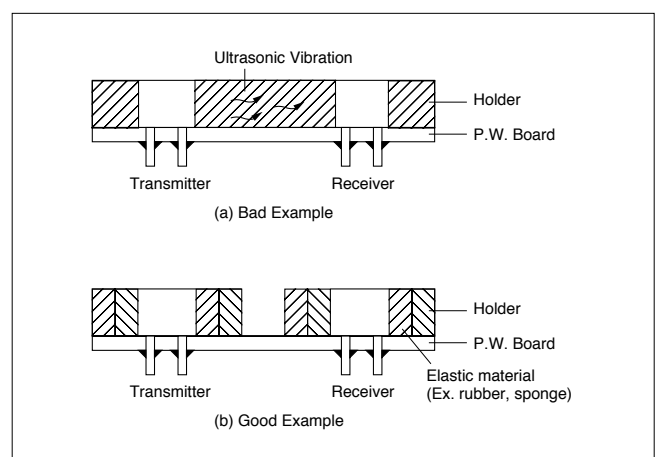 Ultrasonic Vibration
Holder
P.W. Board
Transmitter
Receiver
(a) Bad Example
Holder
P.W. Board
Transmitter
Receiver
Elastic material
(Ex. rubber, sponge)
(b) Good Example